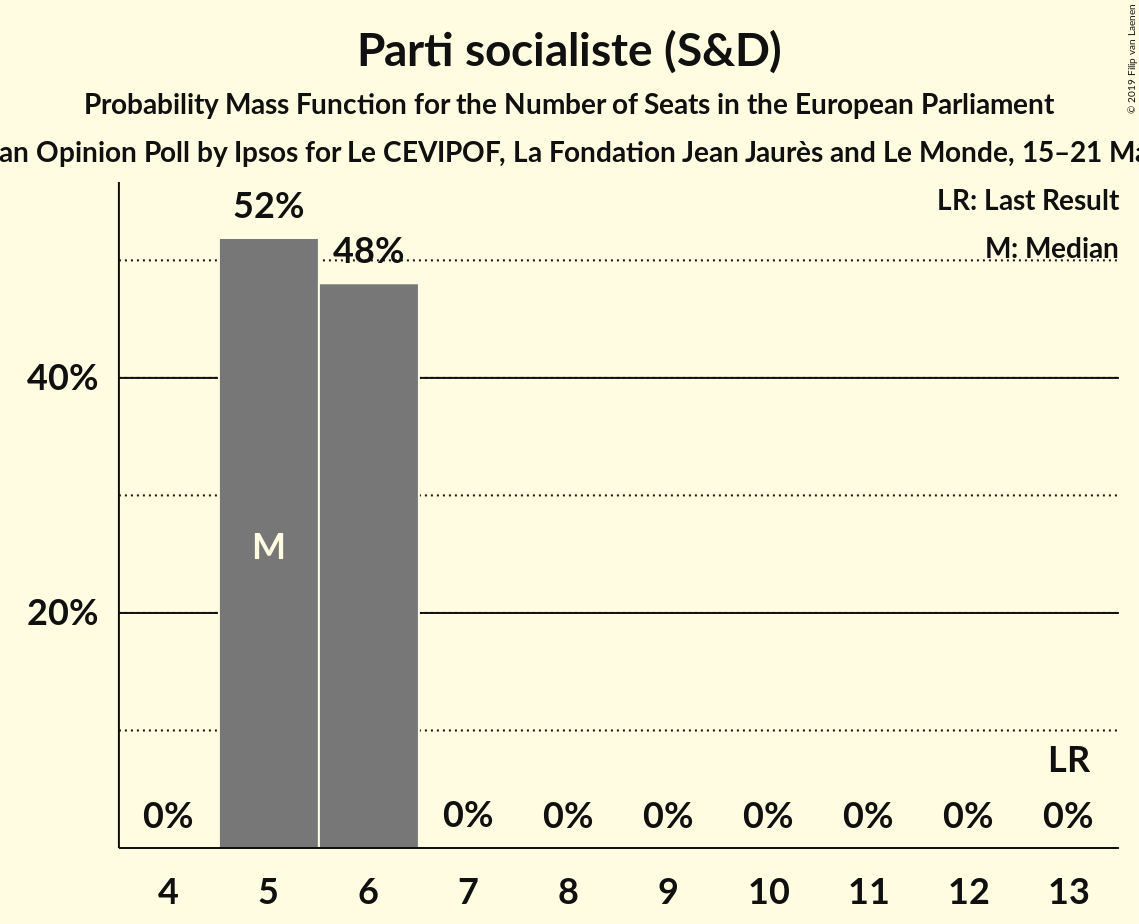 Parti socialiste (S&D)
Probability Mass Function for the Number of Seats in the European Parliament
an Opinion Poll by Ipsos for Le CEVIPOF, La Fondation Jean Jaurès and Le Monde, 15–21 Ma
© 2019 Filip van Laenen
LR: Last Result
M: Median
52%
48%
40%
M
20%
LR
0%
0%
0%
0%
0%
0%
0%
0%
4 5 6 7 8 9 10 11 12 13